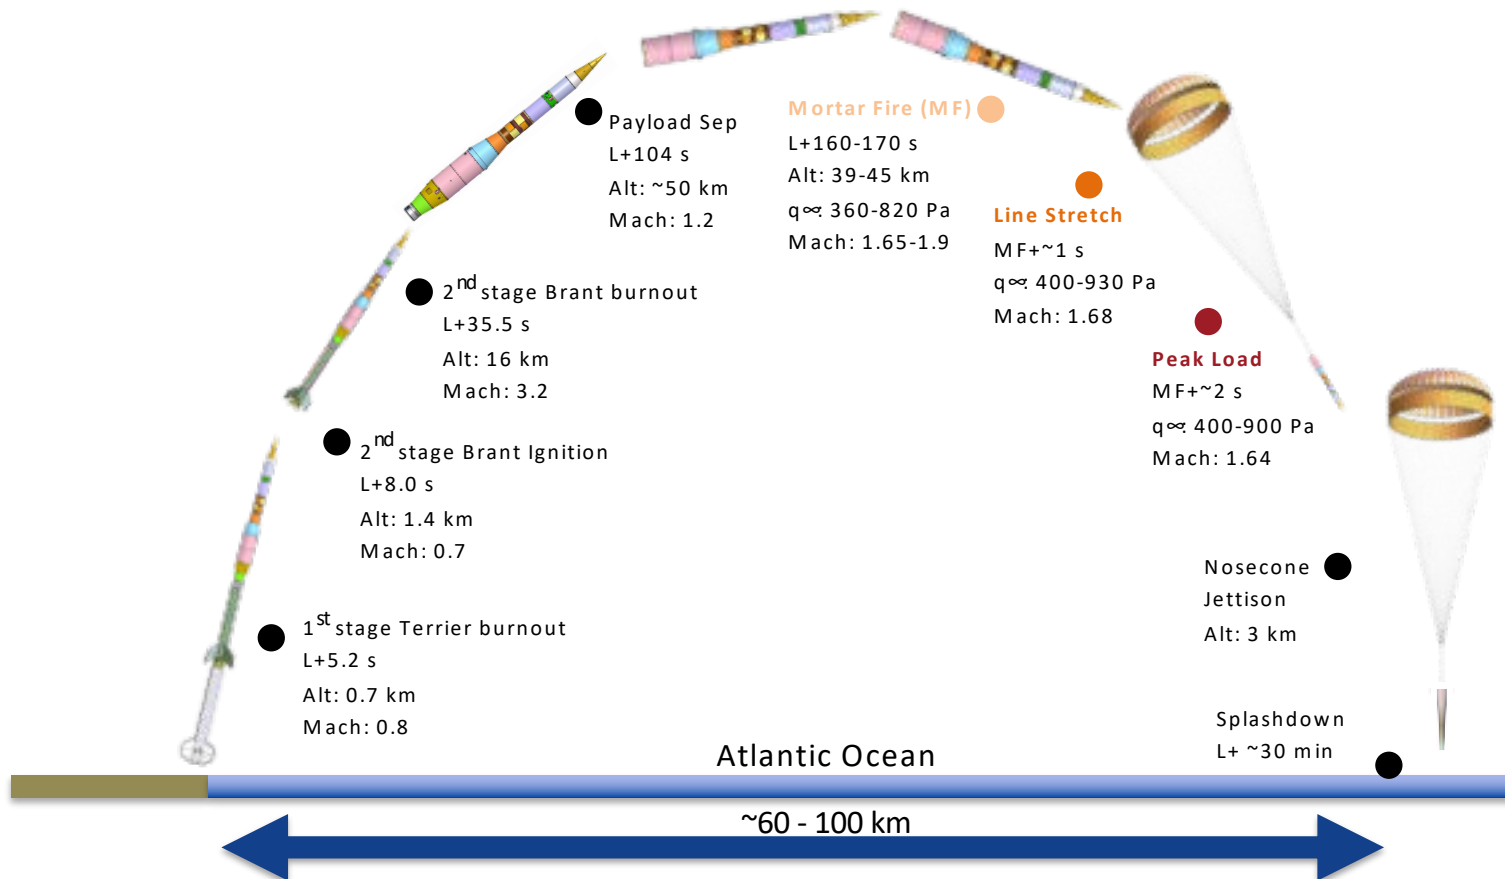 Payload Sep
L+104 s
Alt: ~50 km
Mach: 1.2
Mortar Fire (MF)
L+160-170 s
Alt: 39-45 km
q∞: 360-820 Pa
Mach: 1.65-1.9
Line Stretch
MF+~1 s
q∞: 400-930 Pa
Mach: 1.68
Peak Load
MF+~2 s
q∞: 400-900 Pa
Mach: 1.64
2nd stage Brant burnout
L+35.5 s
Alt: 16 km
Mach: 3.2
2nd stage Brant Ignition
L+8.0 s
Alt: 1.4 km
Mach: 0.7
1st stage Terrier burnout
L+5.2 s
Alt: 0.7 km
Mach: 0.8
Nosecone
Jettison
Alt: 3 km
Splashdown
L+ ~30 min
Atlantic Ocean
~60 - 100 km